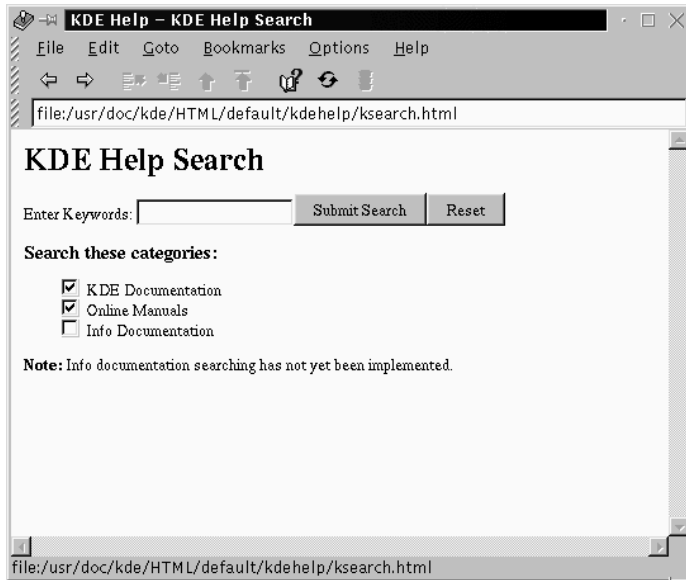 KDE Help – KDE Help Search
File Edit Goto Bookmarks Options Help
file:/usr/doc/kde/HTML/default/kdehelp/ksearch.html
KDE Help Search
Enter Keywords: Submit Search Reset
Search these categories:
KDE Documentation
Online Manuals
Info Documentation
Note: Info documentation searching has not yet been implemented.
file:/usr/doc/kde/HTML/default/kdehelp/ksearch.html